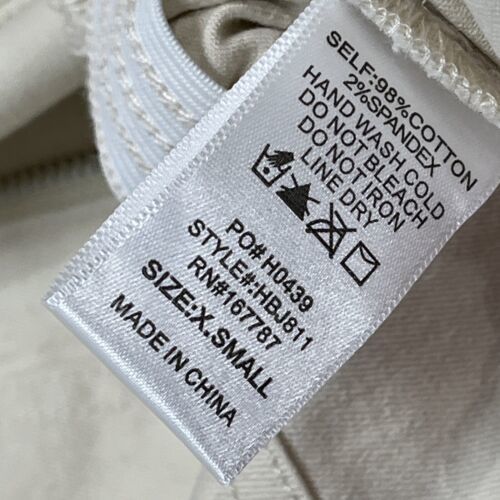 SELF:98%COTTON
2%SPANDEX
HAND WASH COLD
DO NOT BLEACH
DO NOT IRON
LINE DRY
PO# H0439
STYLE#:HBJ811
RN#167787
SIZE:X.SMALL
MADE IN CHINA